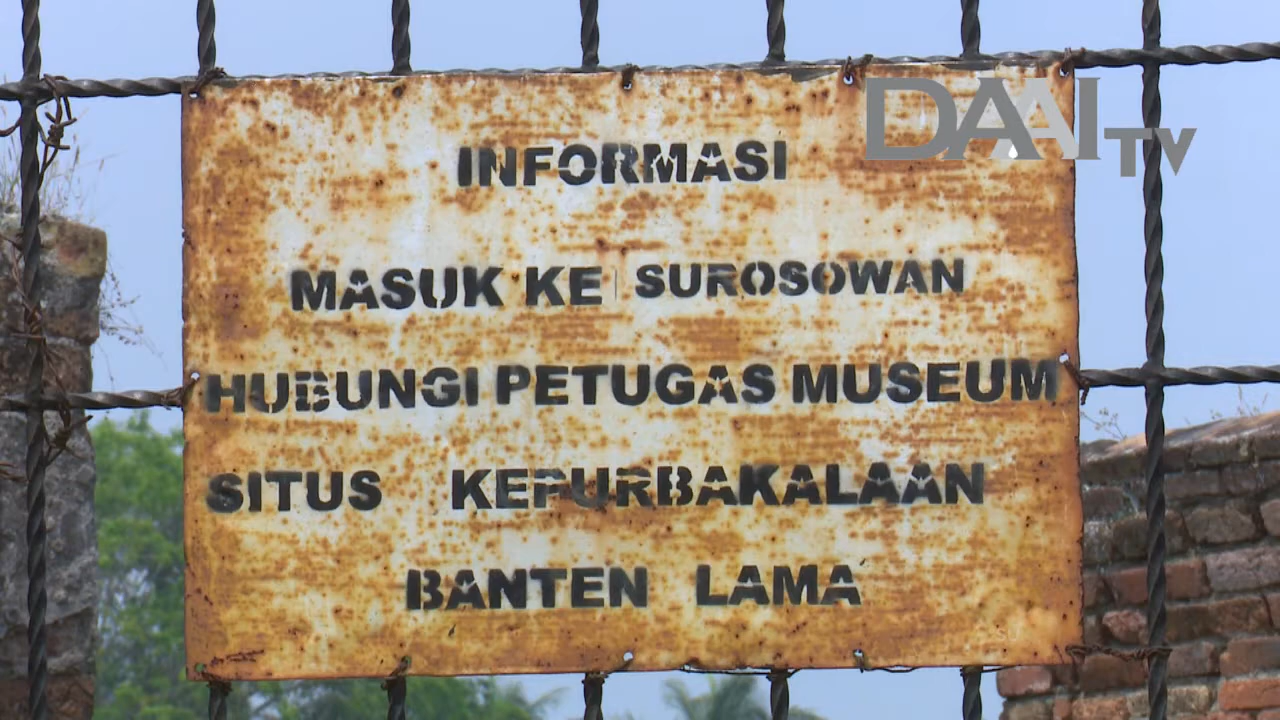 DAAI TV
INFORMASI
MASUK KE SUROSOWAN
HUBUNGI PETUGAS MUSEUM
SITUS KEPURBAKALAAN
BANTEN LAMA